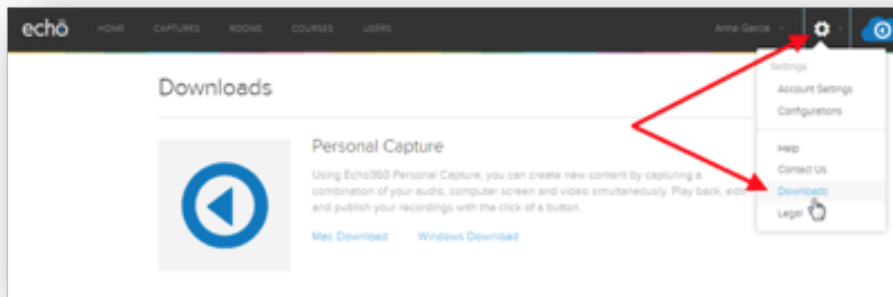 echo HOME CAPTURES ROOMS COURSES USERS Anne Garcia
Settings
Account Settings
Configurations
Help
Contact Us
Downloads
Legal
Downloads
Personal Capture
Using Echo360 Personal Capture, you can create new content by capturing a
combination of your audio, computer screen and video simultaneously. Play back, edit
and publish your recordings with the click of a button.
Mac Download Windows Download